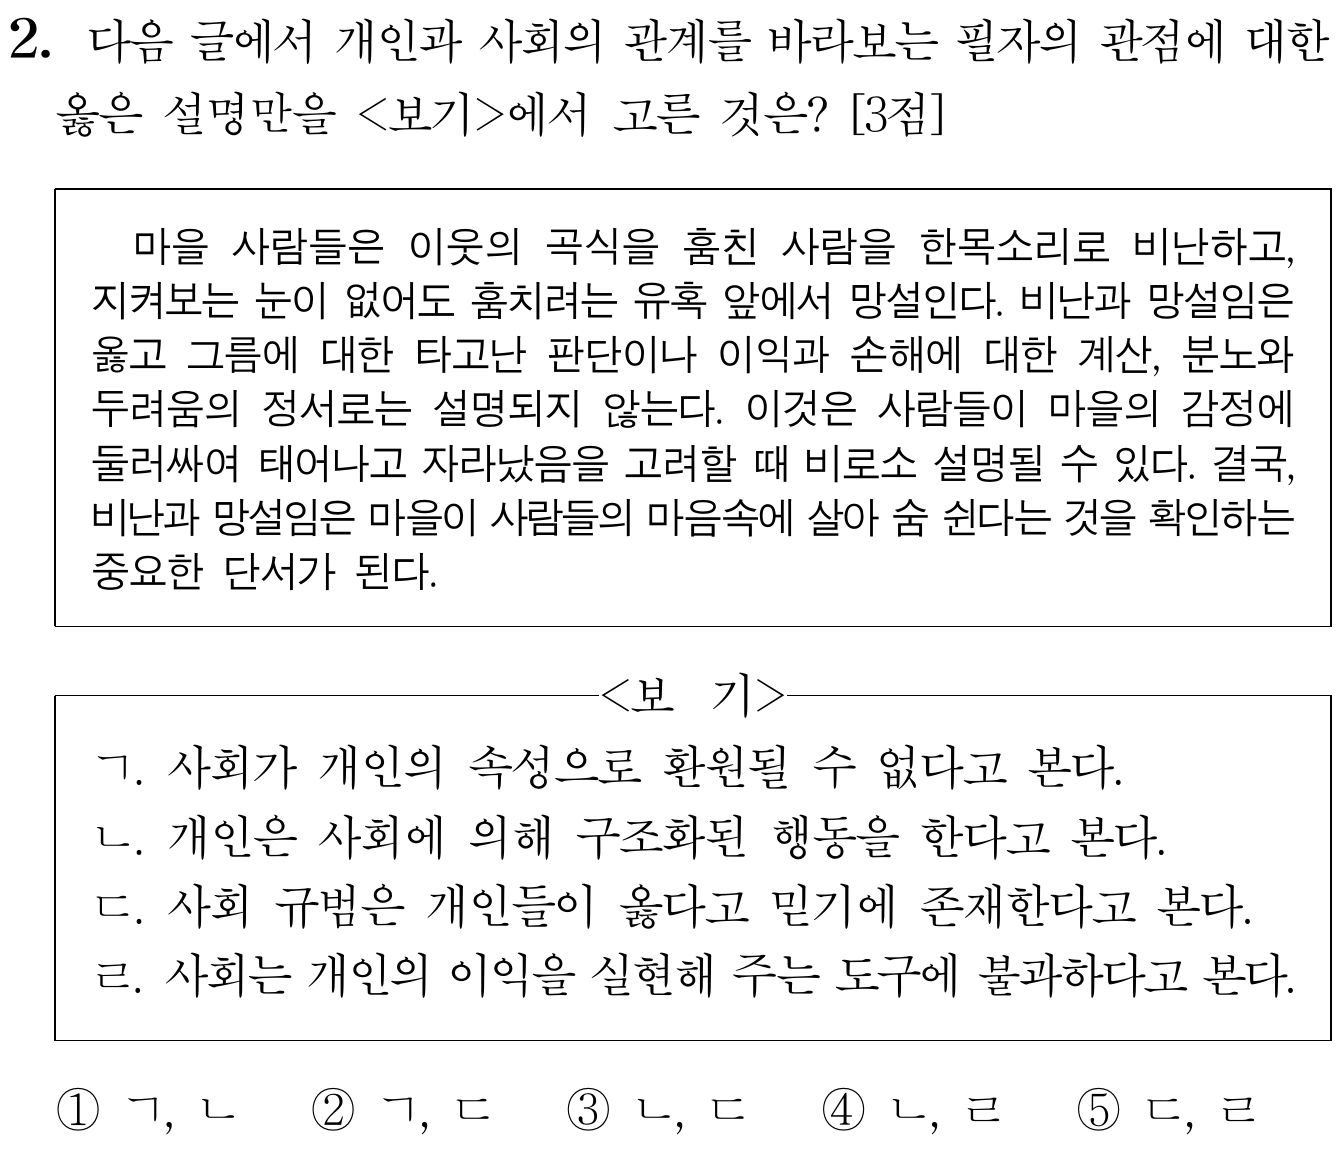 2. 다음 글에서 개인과 사회의 관계를 바라보는 필자의 관점에 대한
옳은 설명만을 <보기>에서 고른 것은? [3점]
마을 사람들은 이웃의 곡식을 훔친 사람을 한목소리로 비난하고,
지켜보는 눈이 없어도 훔치려는 유혹 앞에서 망설인다. 비난과 망설임은
옳고 그름에 대한 타고난 판단이나 이익과 손해에 대한 계산, 분노와
두려움의 정서로는 설명되지 않는다. 이것은 사람들이 마을의 감정에
둘러싸여 태어나고 자라났음을 고려할 때 비로소 설명될 수 있다. 결국,
비난과 망설임은 마을이 사람들의 마음속에 살아 숨 쉰다는 것을 확인하는
중요한 단서가 된다.
<보 기>
ㄱ. 사회가 개인의 속성으로 환원될 수 없다고 본다.
ㄴ. 개인은 사회에 의해 구조화된 행동을 한다고 본다.
ㄷ. 사회 규범은 개인들이 옳다고 믿기에 존재한다고 본다.
ㄹ. 사회는 개인의 이익을 실현해 주는 도구에 불과하다고 본다.
① ㄱ, ㄴ ② ㄱ, ㄷ ③ ㄴ, ㄷ ④ ㄴ, ㄹ ⑤ ㄷ, ㄹ